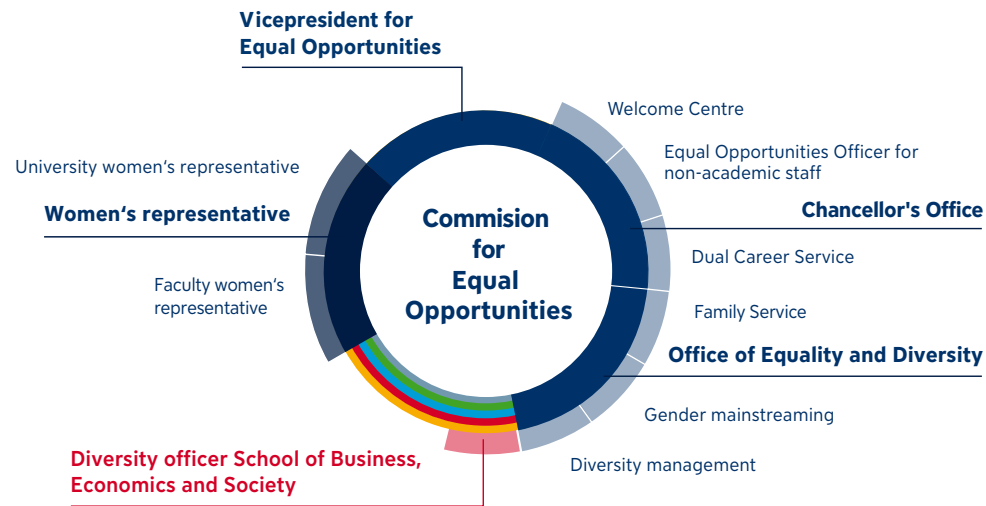 Vicepresident for
Equal Opportunities
Welcome Centre
University women‘s representative
Equal Opportunities Officer for
non-academic staff
Women‘s representative
Chancellor's Office
Commision
for
Equal
Opportunities
Dual Career Service
Faculty women‘s
representative
Family Service
Office of Equality and Diversity
Gender mainstreaming
Diversity management
Diversity officer School of Business,
Economics and Society